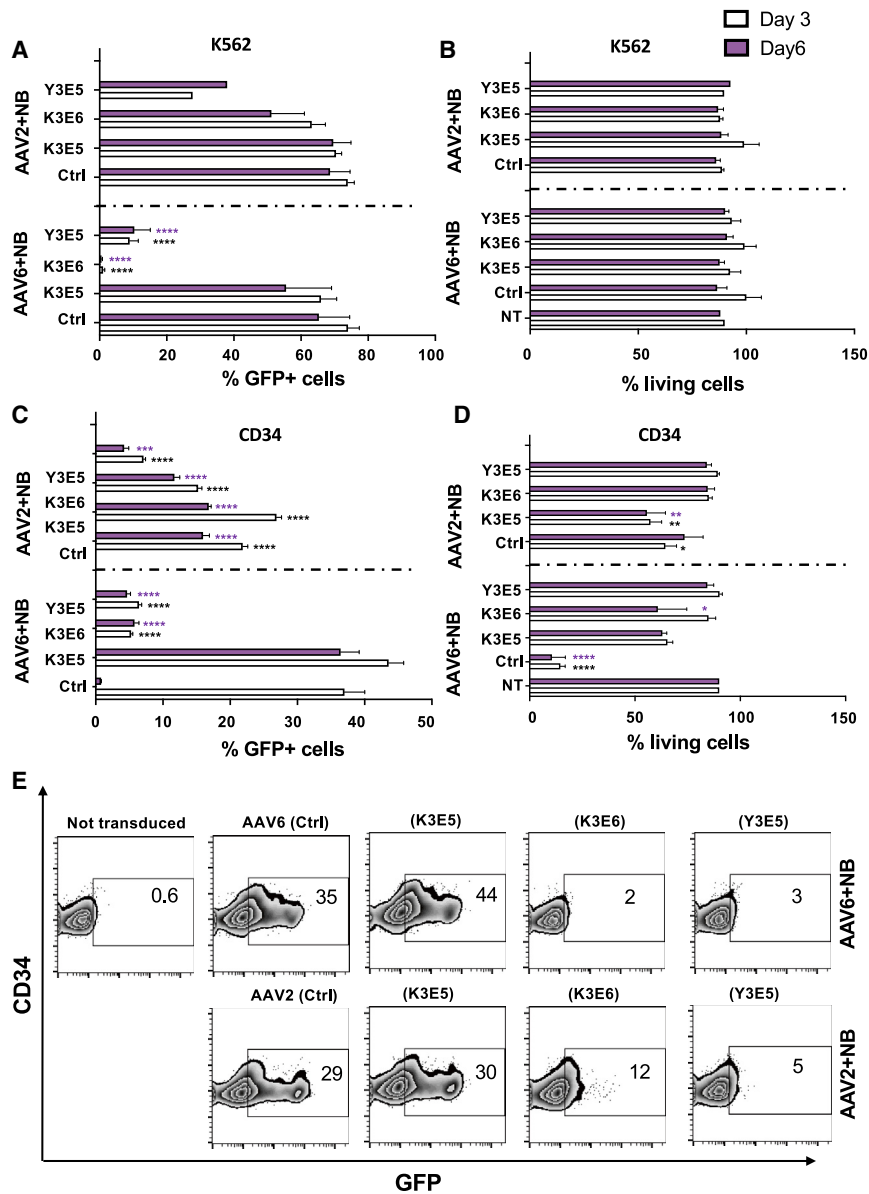 Day 3
Day6
A
K562
AAV2+NB
Y3E5
K3E6
K3E5
Ctrl
AAV6+NB
Y3E5
****
****
K3E6
****
****
K3E5
Ctrl
0 20 40 60 80 100
% GFP+ cells
B
K562
AAV2+NB
Y3E5
K3E6
K3E5
Ctrl
AAV6+NB
Y3E5
K3E6
K3E5
Ctrl
NT
0 50 100 150
% living cells
C
CD34
AAV2+NB
***
****
Y3E5
****
****
K3E6
****
****
K3E5
****
****
Ctrl
AAV6+NB
****
****
Y3E5
****
****
K3E6
K3E5
Ctrl
0 10 20 30 40 50
% GFP+ cells
D
CD34
AAV2+NB
Y3E5
K3E6
K3E5
**
**
Ctrl
*
AAV6+NB
Y3E5
K3E6
*
K3E5
Ctrl
****
****
NT
0 50 100 150
% living cells
E
CD34
Not transduced
AAV6 (Ctrl)
(K3E5)
(K3E6)
(Y3E5)
0.6
35
44
2
3
AAV6+NB
AAV2 (Ctrl)
(K3E5)
(K3E6)
(Y3E5)
29
30
12
5
AAV2+NB
GFP